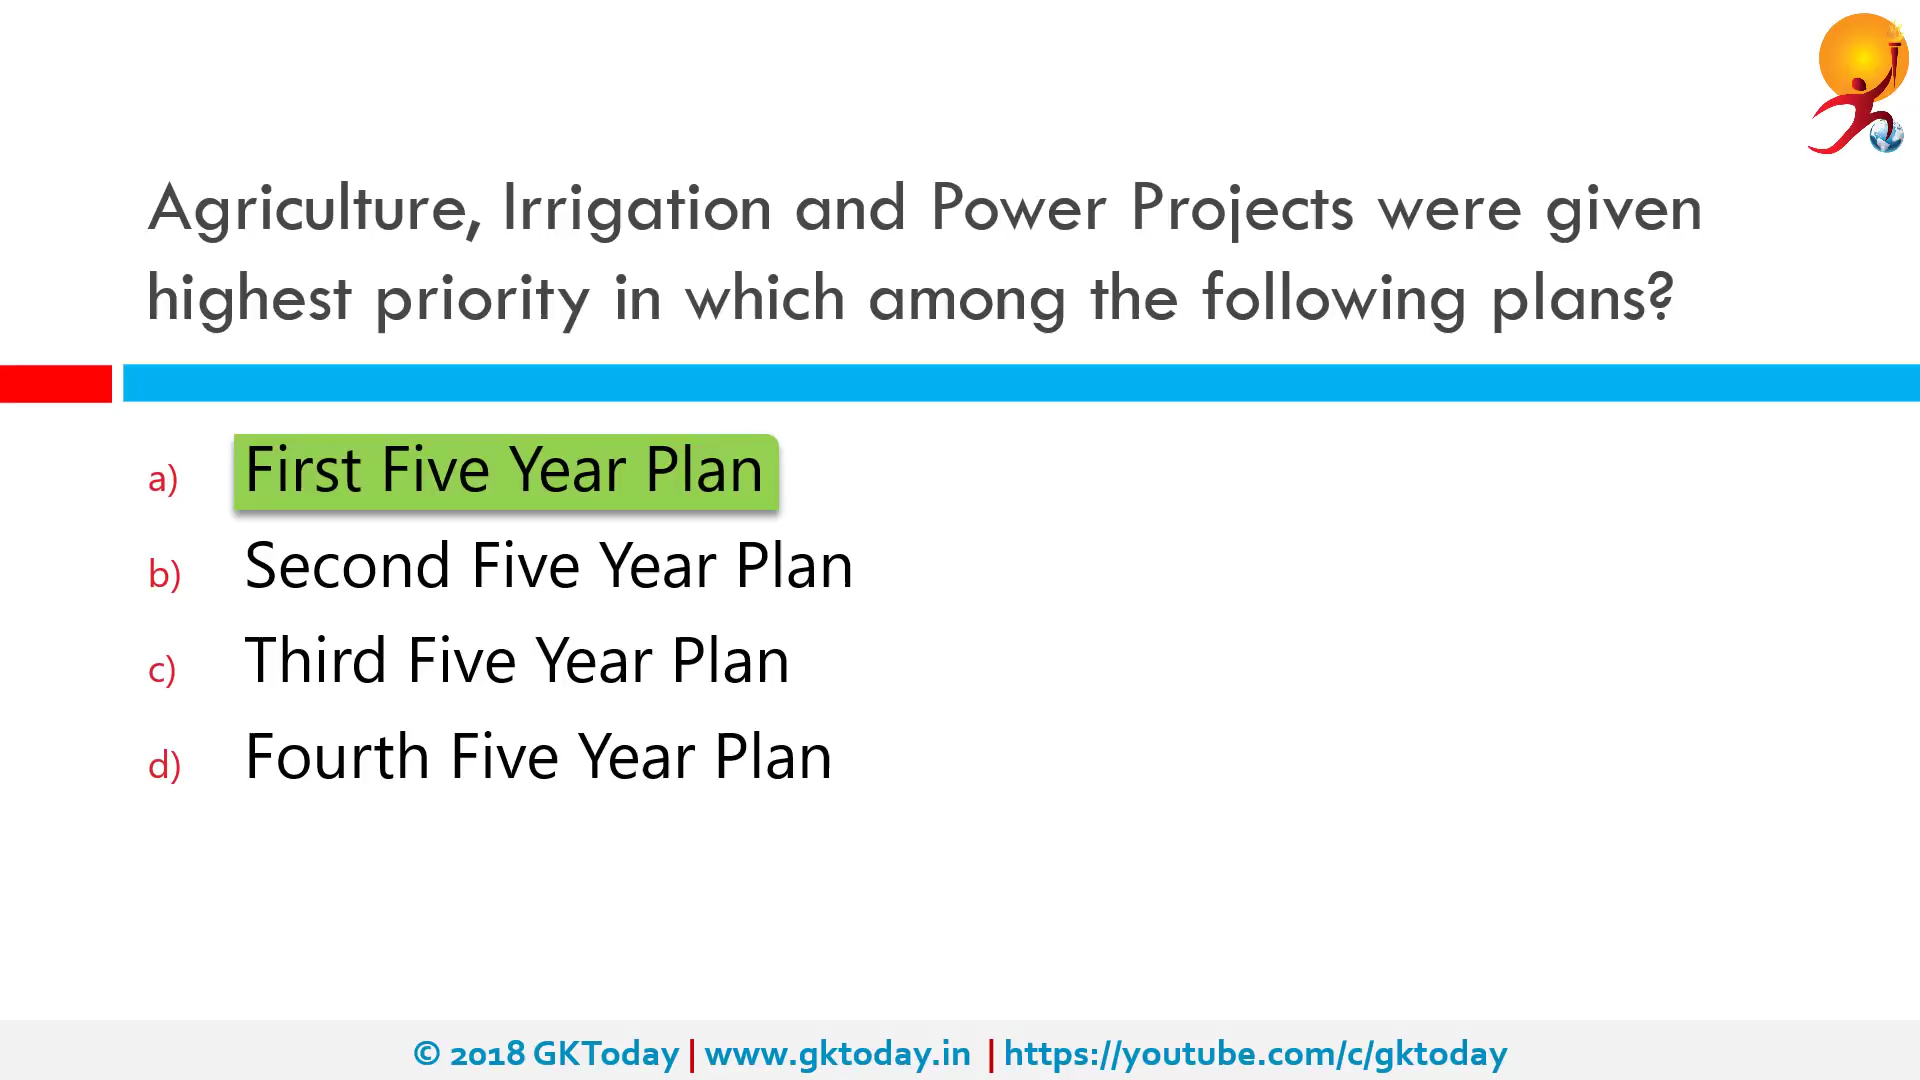 Agriculture, Irrigation and Power Projects were given
highest priority in which among the following plans?
a) First Five Year Plan
b) Second Five Year Plan
c) Third Five Year Plan
d) Fourth Five Year Plan
© 2018 GKToday | www.gktoday.in | https://youtube.com/c/gktoday